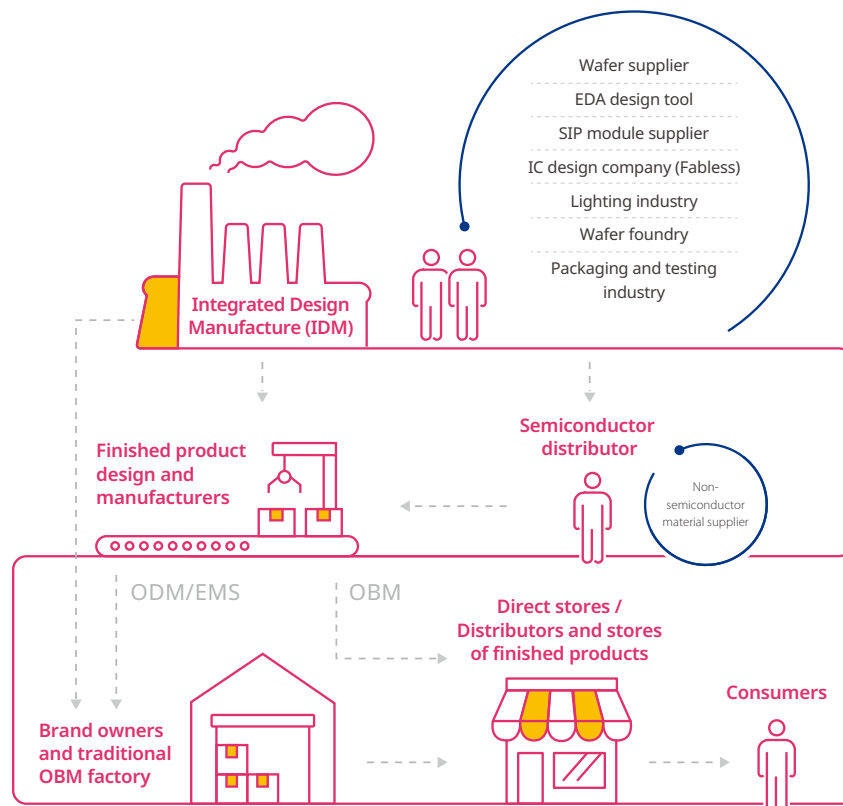 Wafer supplier
EDA design tool
SIP module supplier
IC design company (Fabless)
Lighting industry
Wafer foundry
Packaging and testing
industry
Integrated Design
Manufacture (IDM)
Semiconductor
distributor
Finished product
design and
manufacturers
Non-
semiconductor
material supplier
ODM/EMS
OBM
Direct stores /
Distributors and stores
of finished products
Consumers
Brand owners
and traditional
OBM factory